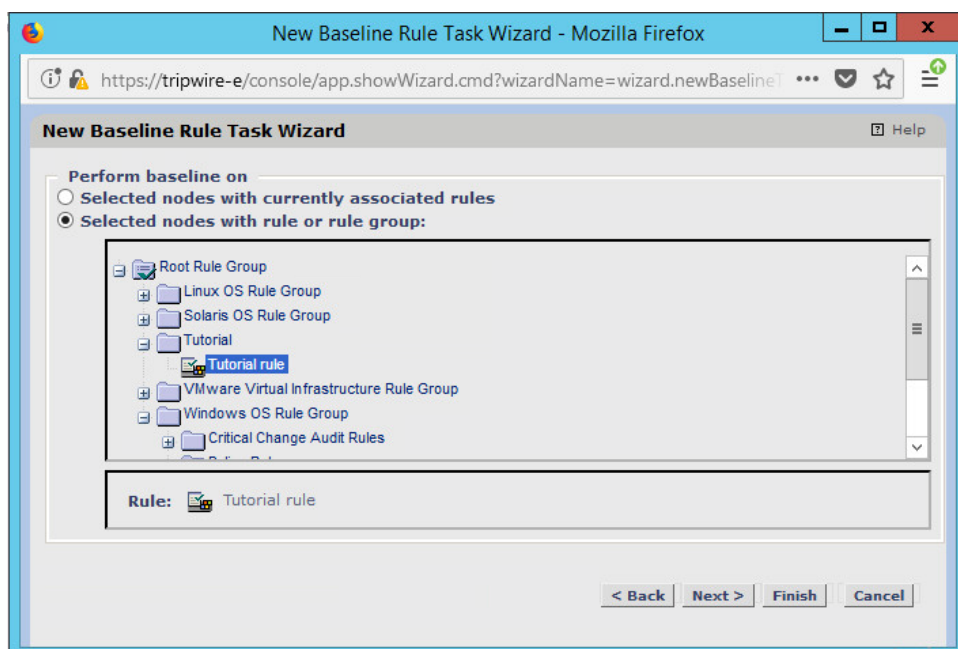 New Baseline Rule Task Wizard - Mozilla Firefox
https://tripwire-e/console/app.showWizard.cmd?wizardName=wizard.newBaseline
New Baseline Rule Task Wizard
? Help
Perform baseline on
Selected nodes with currently associated rules
Selected nodes with rule or rule group:
Root Rule Group
Linux OS Rule Group
Solaris OS Rule Group
Tutorial
Tutorial rule
VMware Virtual Infrastructure Rule Group
Windows OS Rule Group
Critical Change Audit Rules
Rule: Tutorial rule
< Back Next > Finish Cancel